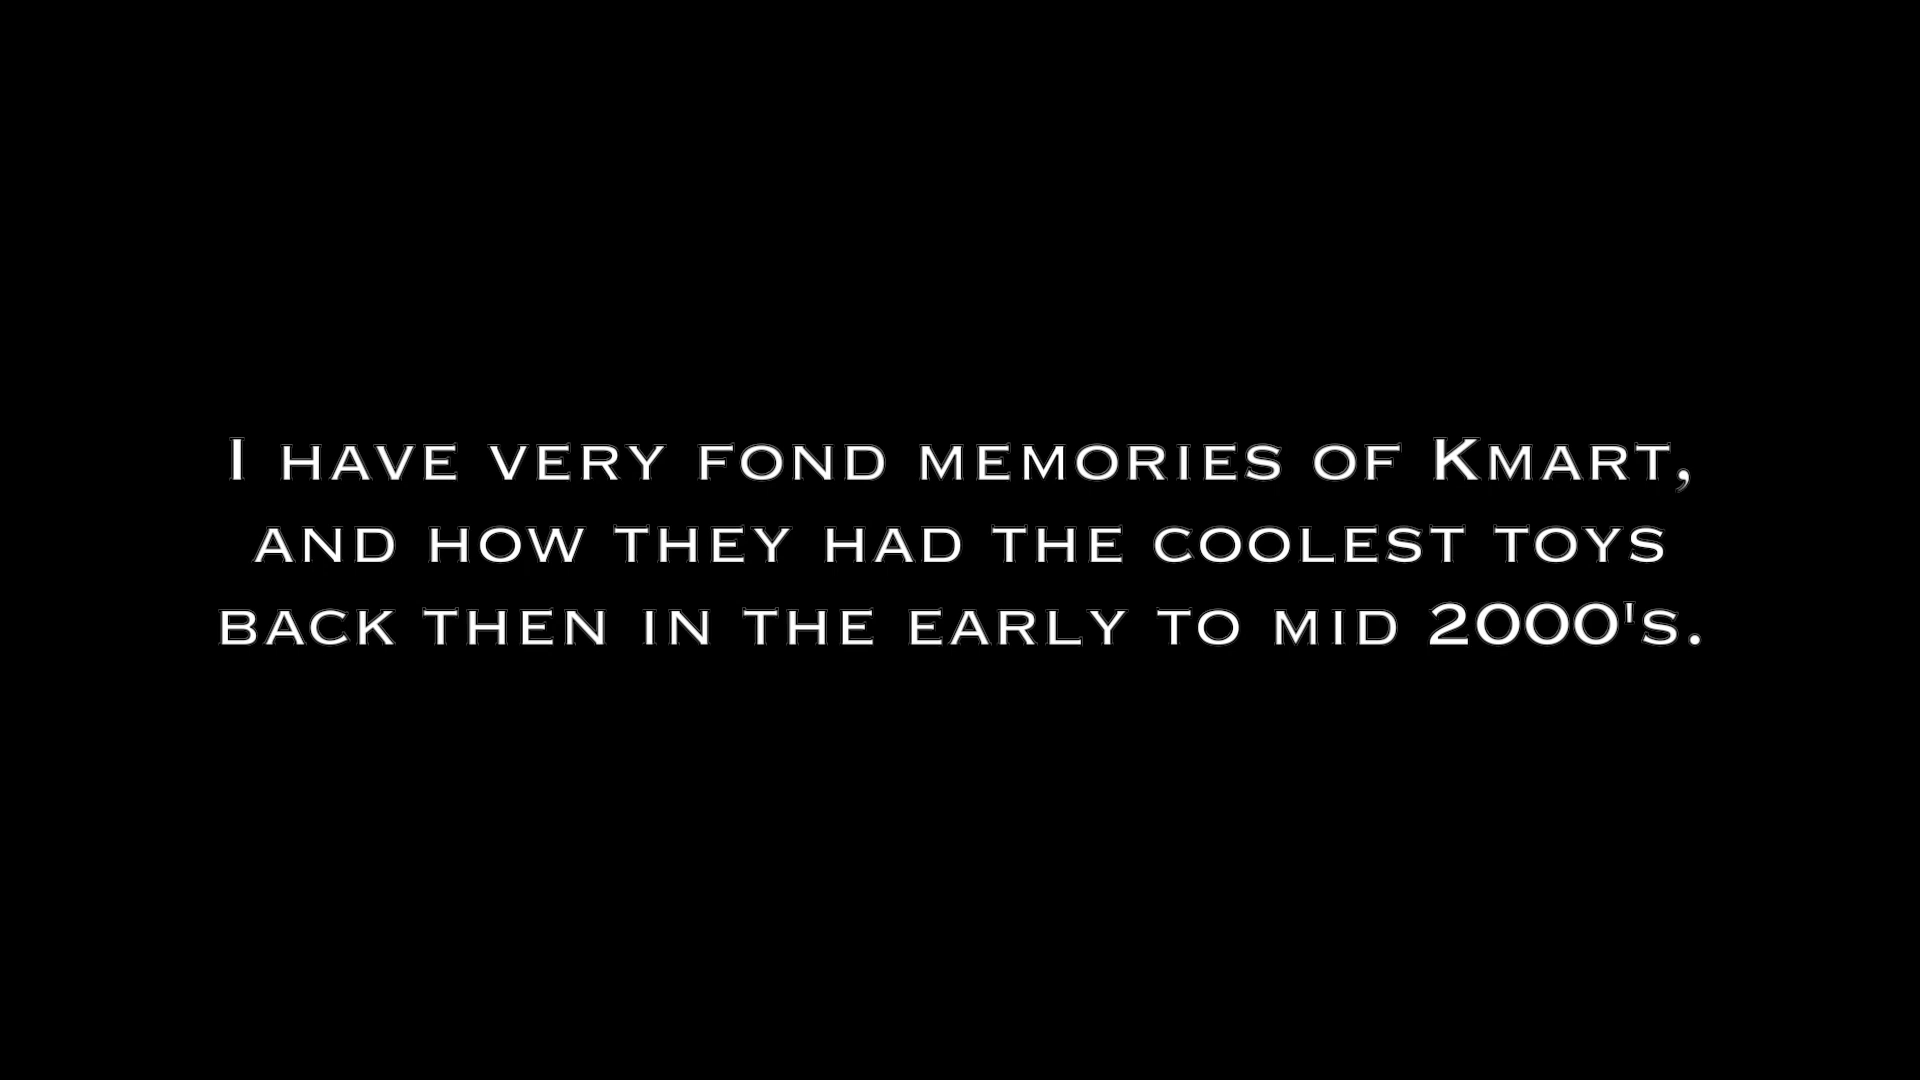 I have very fond memories of Kmart,
and how they had the coolest toys
back then in the early to mid 2000's.